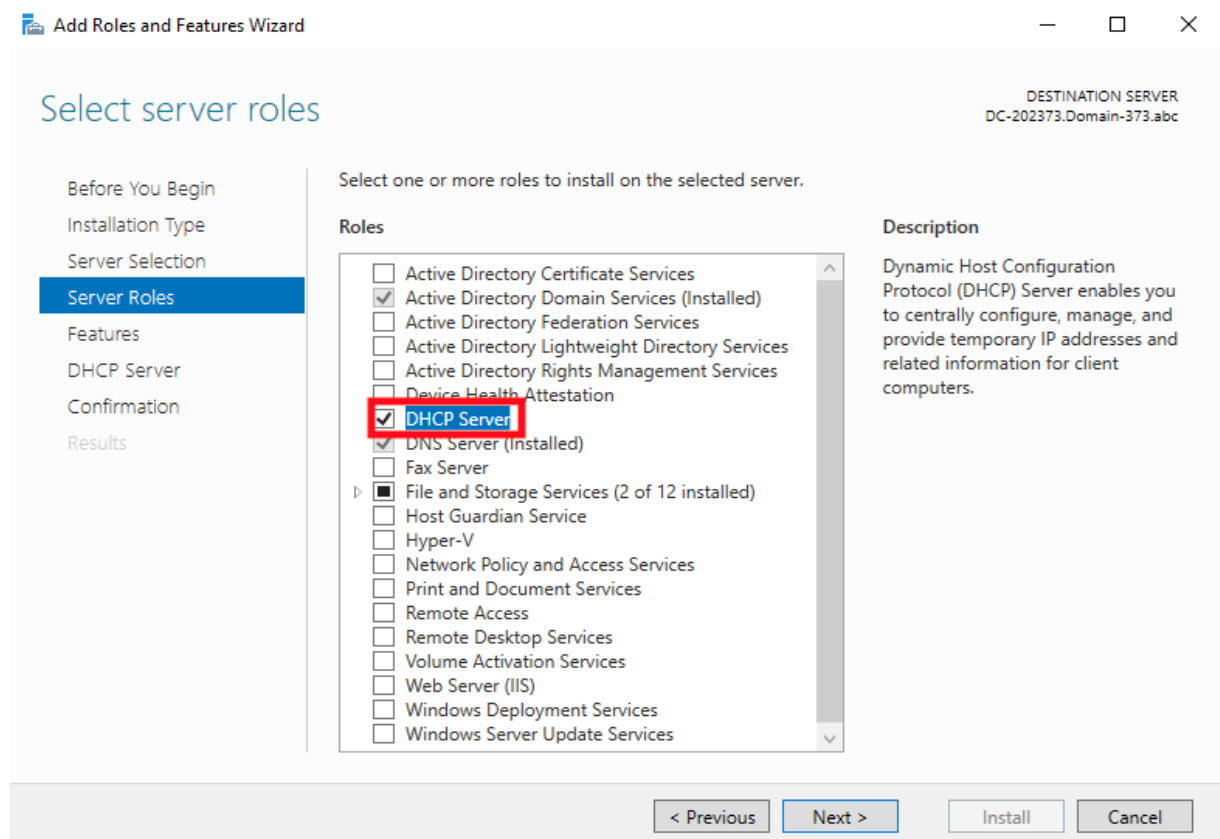 Add Roles and Features Wizard
Select server roles
DESTINATION SERVER
DC-202373.Domain-373.abc
Before You Begin
Installation Type
Server Selection
Server Roles
Features
DHCP Server
Confirmation
Results
Select one or more roles to install on the selected server.
Roles
Active Directory Certificate Services
Active Directory Domain Services (Installed)
Active Directory Federation Services
Active Directory Lightweight Directory Services
Active Directory Rights Management Services
Device Health Attestation
DHCP Server
DNS Server (Installed)
Fax Server
File and Storage Services (2 of 12 installed)
Host Guardian Service
Hyper-V
Network Policy and Access Services
Print and Document Services
Remote Access
Remote Desktop Services
Volume Activation Services
Web Server (IIS)
Windows Deployment Services
Windows Server Update Services
Description
Dynamic Host Configuration
Protocol (DHCP) Server enables you
to centrally configure, manage, and
provide temporary IP addresses and
related information for client
computers.
< Previous
Next >
Install
Cancel